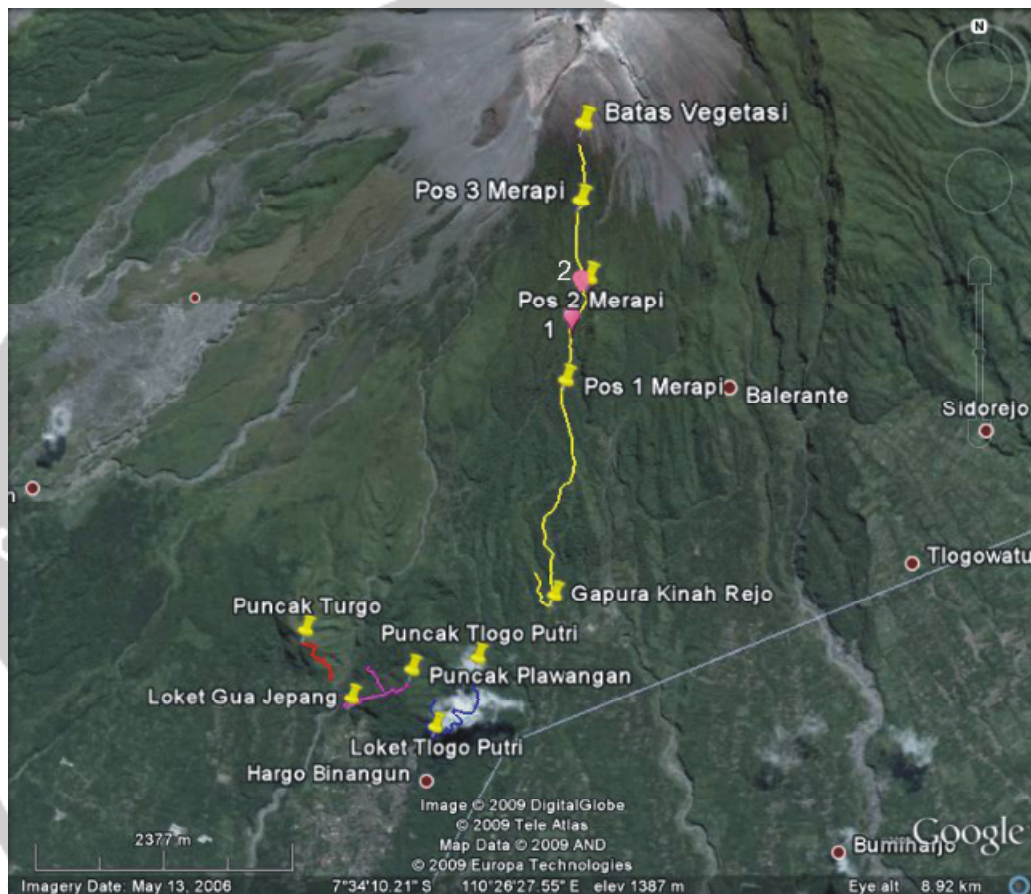 N
Batas Vegetasi
Pos 3 Merapi
2
Pos 2 Merapi
1
Pos 1 Merapi
Balerante
Sidorejo
n
Tlogowatu
Gapura Kinah Rejo
Puncak Turgo
Puncak Tlogo Putri
Puncak Plawangan
Loket Gua Jepang
Loket Tlogo Putri
Hargo Binangun
Image © 2009 DigitalGlobe
© 2009 Tele Atlas
Map Data © 2009 AND
© 2009 Europa Technologies
2377 m
Bumiharjo
Google
Imagery Date: May 13, 2006 7°34'10.21" S 110°26'27.55" E elev 1387 m Eye alt 8.92 km